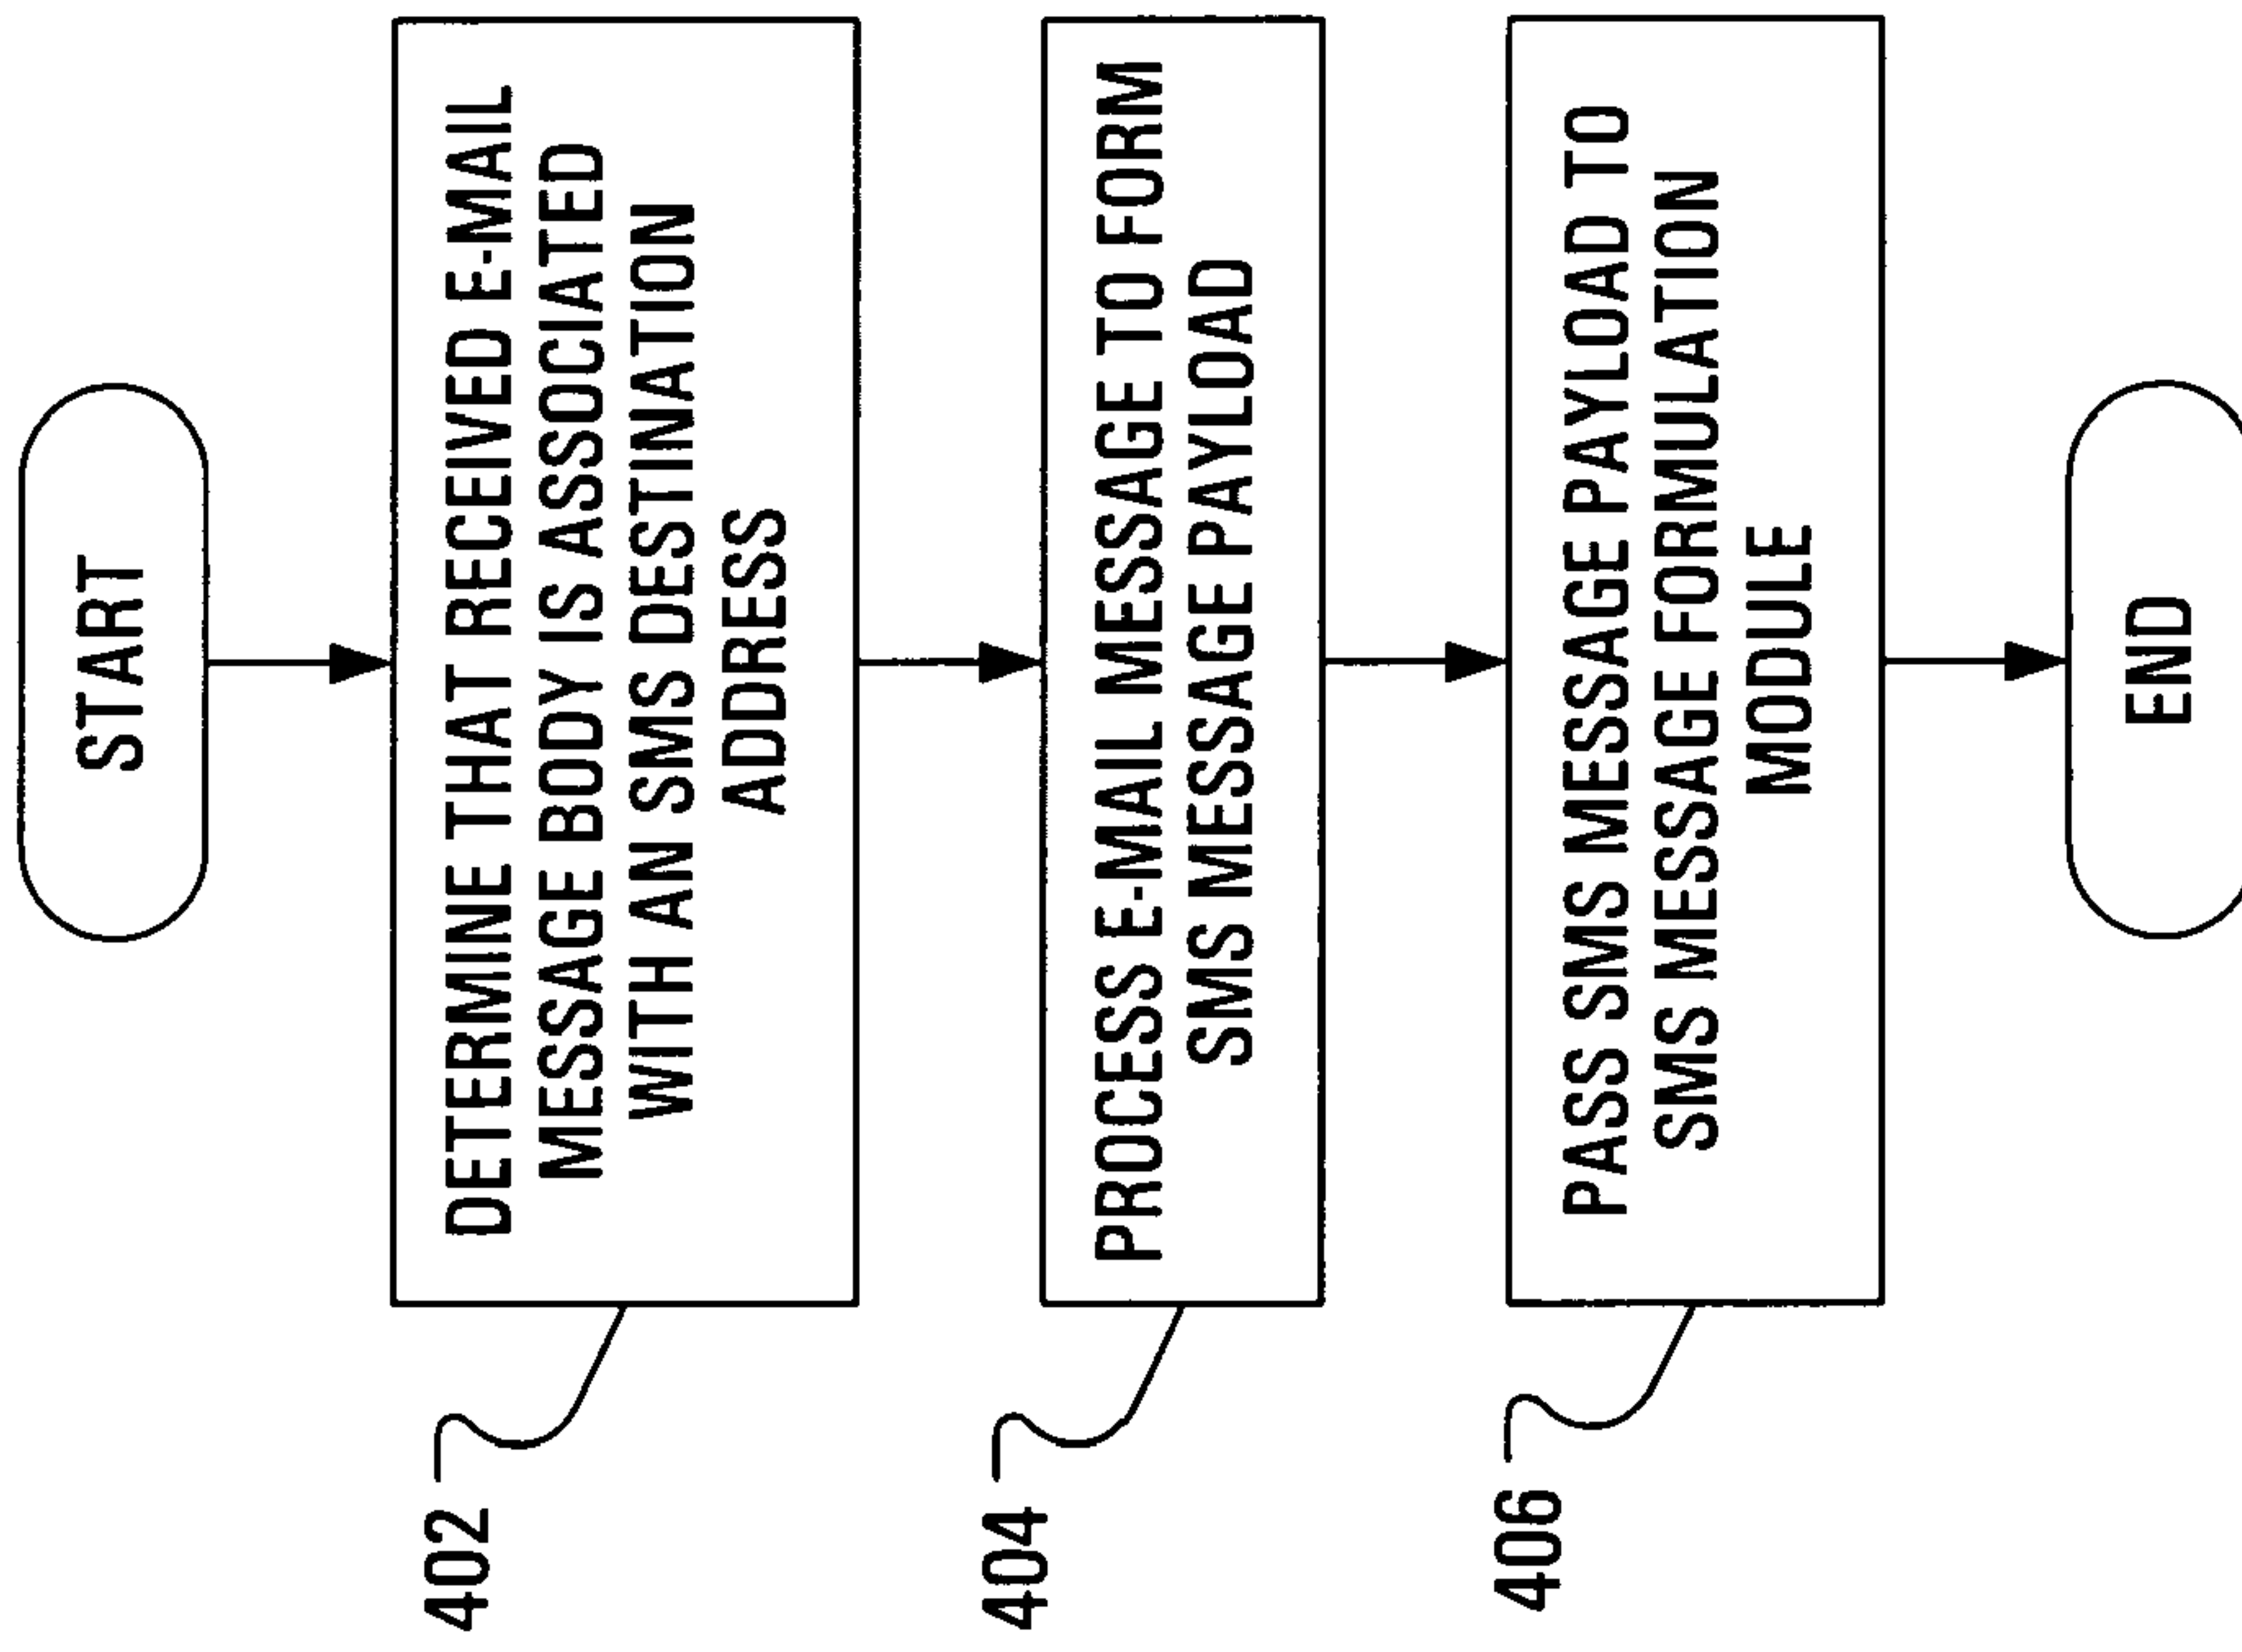 START
402
DETERMINE THAT RECEIVED E-MAIL
MESSAGE BODY IS ASSOCIATED
WITH AN SMS DESTINATION
ADDRESS
404
PROCESS E-MAIL MESSAGE TO FORM
SMS MESSAGE PAYLOAD
406
PASS SMS MESSAGE PAYLOAD TO
SMS MESSAGE FORMULATION
MODULE
END